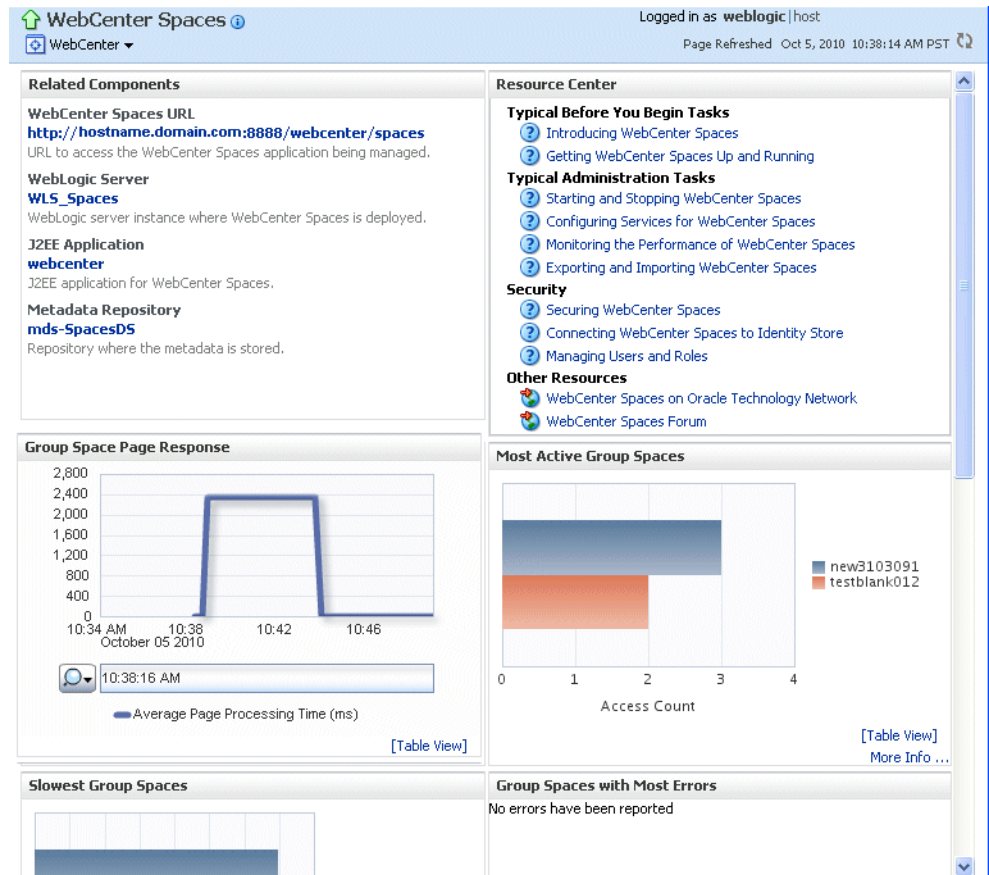 WebCenter Spaces
Logged in as weblogic|host
WebCenter
Page Refreshed Oct 5, 2010 10:38:14 AM PST
Related Components
WebCenter Spaces URL
http://hostname.domain.com:8888/webcenter/spaces
URL to access the WebCenter Spaces application being managed.
WebLogic Server
WLS_Spaces
WebLogic server instance where WebCenter Spaces is deployed.
J2EE Application
webcenter
J2EE application for WebCenter Spaces.
Metadata Repository
mds-SpacesDS
Repository where the metadata is stored.
Resource Center
Typical Before You Begin Tasks
Introducing WebCenter Spaces
Getting WebCenter Spaces Up and Running
Typical Administration Tasks
Starting and Stopping WebCenter Spaces
Configuring Services for WebCenter Spaces
Monitoring the Performance of WebCenter Spaces
Exporting and Importing WebCenter Spaces
Security
Securing WebCenter Spaces
Connecting WebCenter Spaces to Identity Store
Managing Users and Roles
Other Resources
WebCenter Spaces on Oracle Technology Network
WebCenter Spaces Forum
Group Space Page Response
2,800
2,400
2,000
1,600
1,200
800
400
0
10:34 AM 10:38 10:42 10:46
October 05 2010
10:38:16 AM
Average Page Processing Time (ms)
[Table View]
Most Active Group Spaces
new3103091
testblank012
0 1 2 3 4
Access Count
[Table View]
More Info ...
Slowest Group Spaces
Group Spaces with Most Errors
No errors have been reported